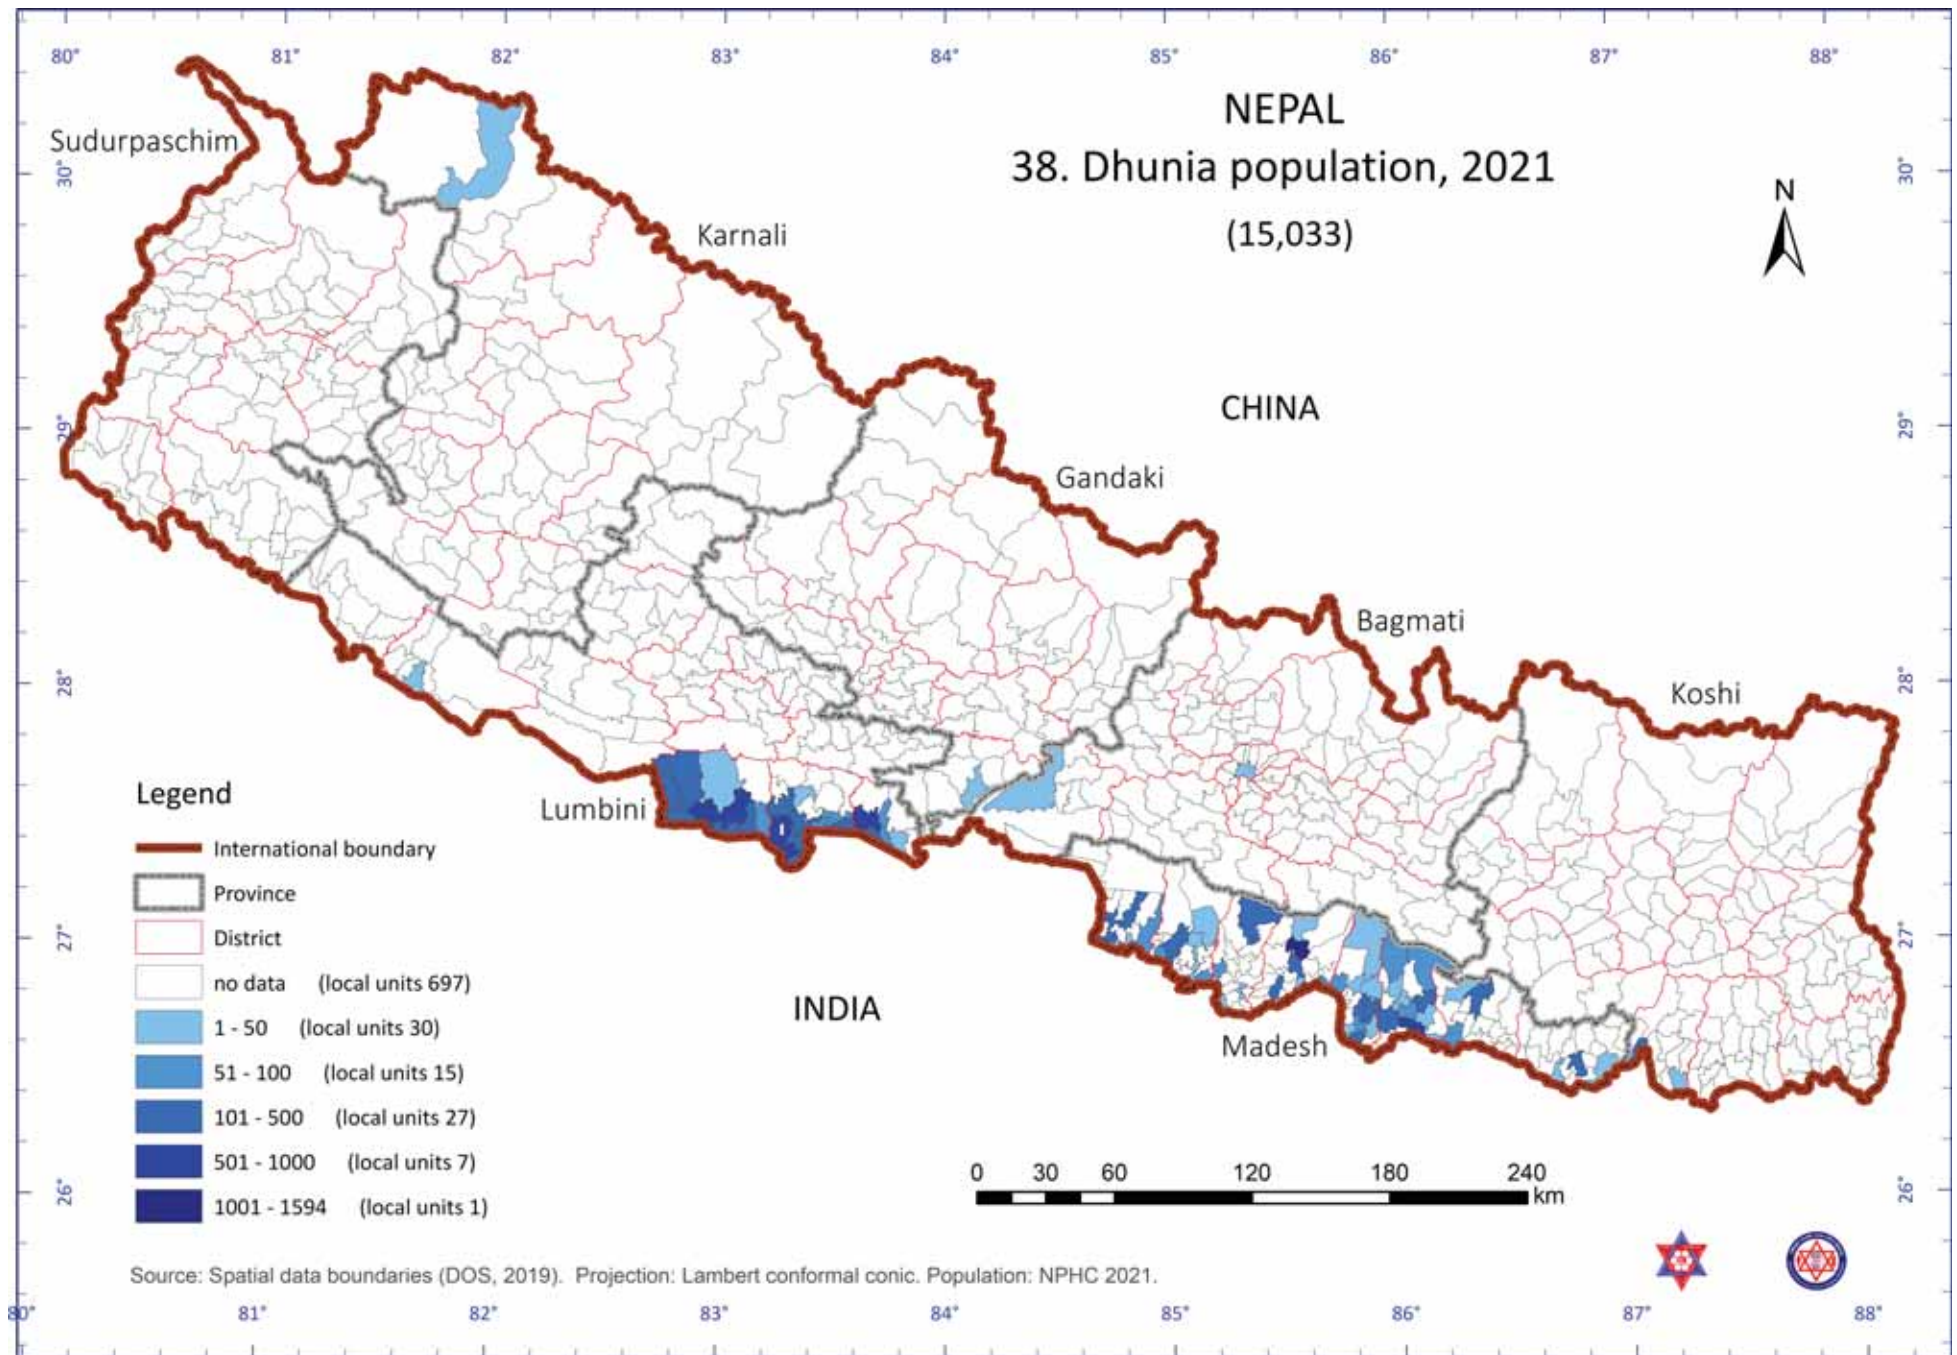 80° 81° 82° 83° 84° 85° 86° 87° 88°
NEPAL
38. Dhunia population, 2021
(15,033)
N
Sudurpaschim
30° 30°
Karnali
CHINA
29° 29°
Gandaki
Bagmati
28° 28°
Koshi
Lumbini
27° 27°
INDIA
Madesh
Legend
International boundary
Province
District
no data (local units 697)
1 - 50 (local units 30)
51 - 100 (local units 15)
101 - 500 (local units 27)
501 - 1000 (local units 7)
1001 - 1594 (local units 1)
0 30 60 120 180 240
km
26° 26°
Source: Spatial data boundaries (DOS, 2019). Projection: Lambert conformal conic. Population: NPHC 2021.
80° 81° 82° 83° 84° 85° 86° 87° 88°